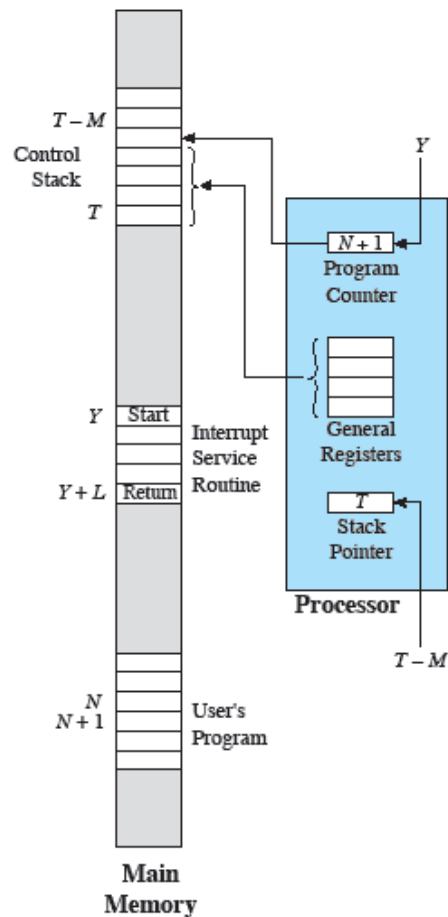 T – M
Control
Stack
T
Y
N + 1
Program
Counter
General
Registers
T
Stack
Pointer
Processor
T – M
Y
Start
Interrupt
Service
Routine
Y + L
Return
N
N + 1
User's
Program
Main
Memory